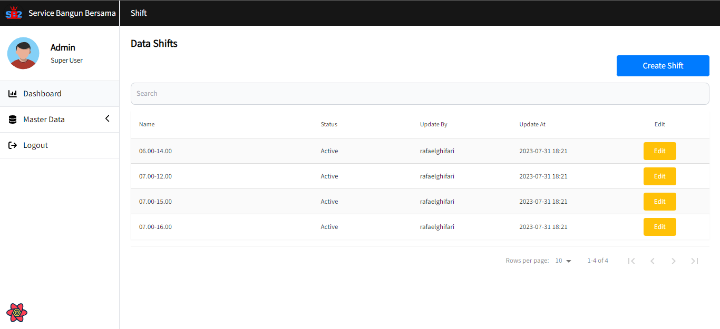 Service Bangun Bersama
Shift
Admin
Super User
Dashboard
Master Data
Logout
Data Shifts
Create Shift
Search
Name Status Update By Update At Edit
06.00-14.00 Active rafaelghifari 2023-07-31 18:21 Edit
07.00-12.00 Active rafaelghifari 2023-07-31 18:21 Edit
07.00-15.00 Active rafaelghifari 2023-07-31 18:21 Edit
07.00-16.00 Active rafaelghifari 2023-07-31 18:21 Edit
Rows per page: 10 1-4 of 4